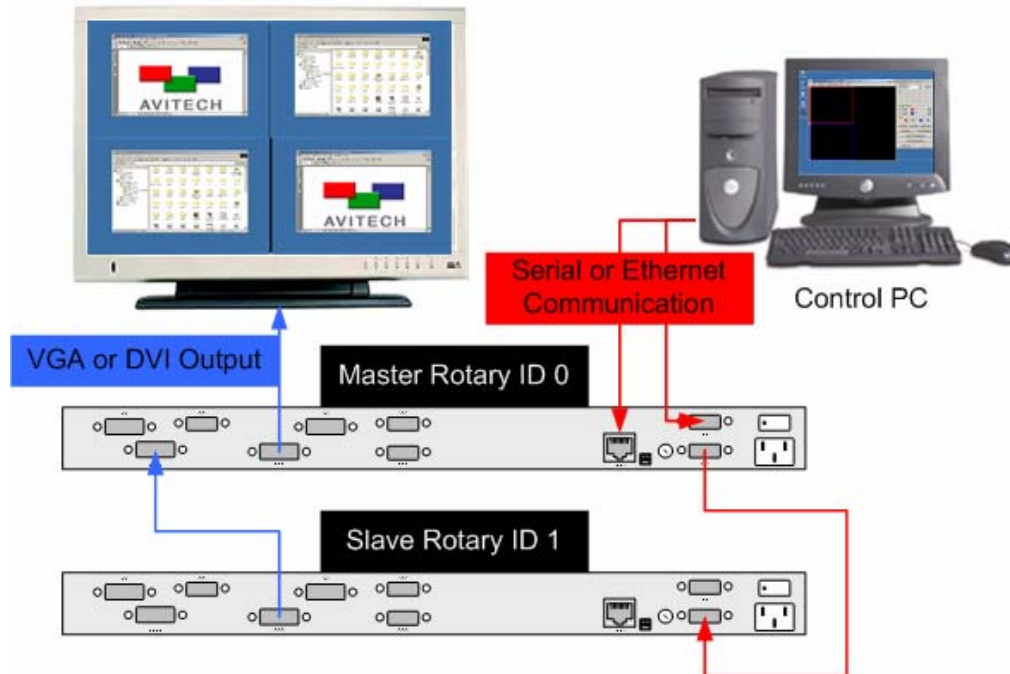 AVITECH
AVITECH
Serial or Ethernet
Communication
Control PC
VGA or DVI Output
Master Rotary ID 0
Slave Rotary ID 1